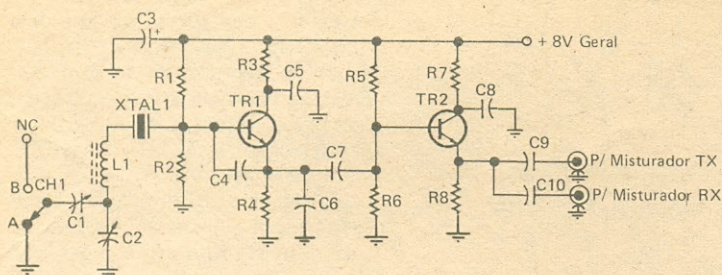 C3
+
+ 8V Geral
R1
R3
C5
R5
R7
C8
XTAL1
TR1
TR2
NC
C9
P/ Misturador TX
L1
R2
C4
C7
B
CH1
C10
P/ Misturador RX
A
C1
R4
C6
R6
R8
C2